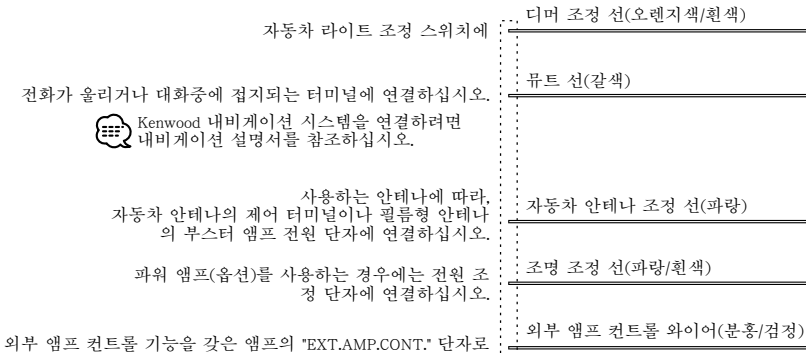 디머 조정 선(오렌지색/흰색)
자동차 라이트 조정 스위치에
뮤트 선(갈색)
전화가 울리거나 대화중에 접지되는 터미널에 연결하십시오.
Kenwood 내비게이션 시스템을 연결하려면
내비게이션 설명서를 참조하십시오.
사용하는 안테나에 따라,
자동차 안테나의 제어 터미널이나 필름형 안테나
의 부스터 앰프 전원 단자에 연결하십시오.
자동차 안테나 조정 선(파랑)
조명 조정 선(파랑/흰색)
파워 앰프(옵션)를 사용하는 경우에는 전원 조
정 단자에 연결하십시오.
외부 앰프 컨트롤 와이어(분홍/검정)
외부 앰프 컨트롤 기능을 갖은 앰프의 "EXT.AMP.CONT." 단자로